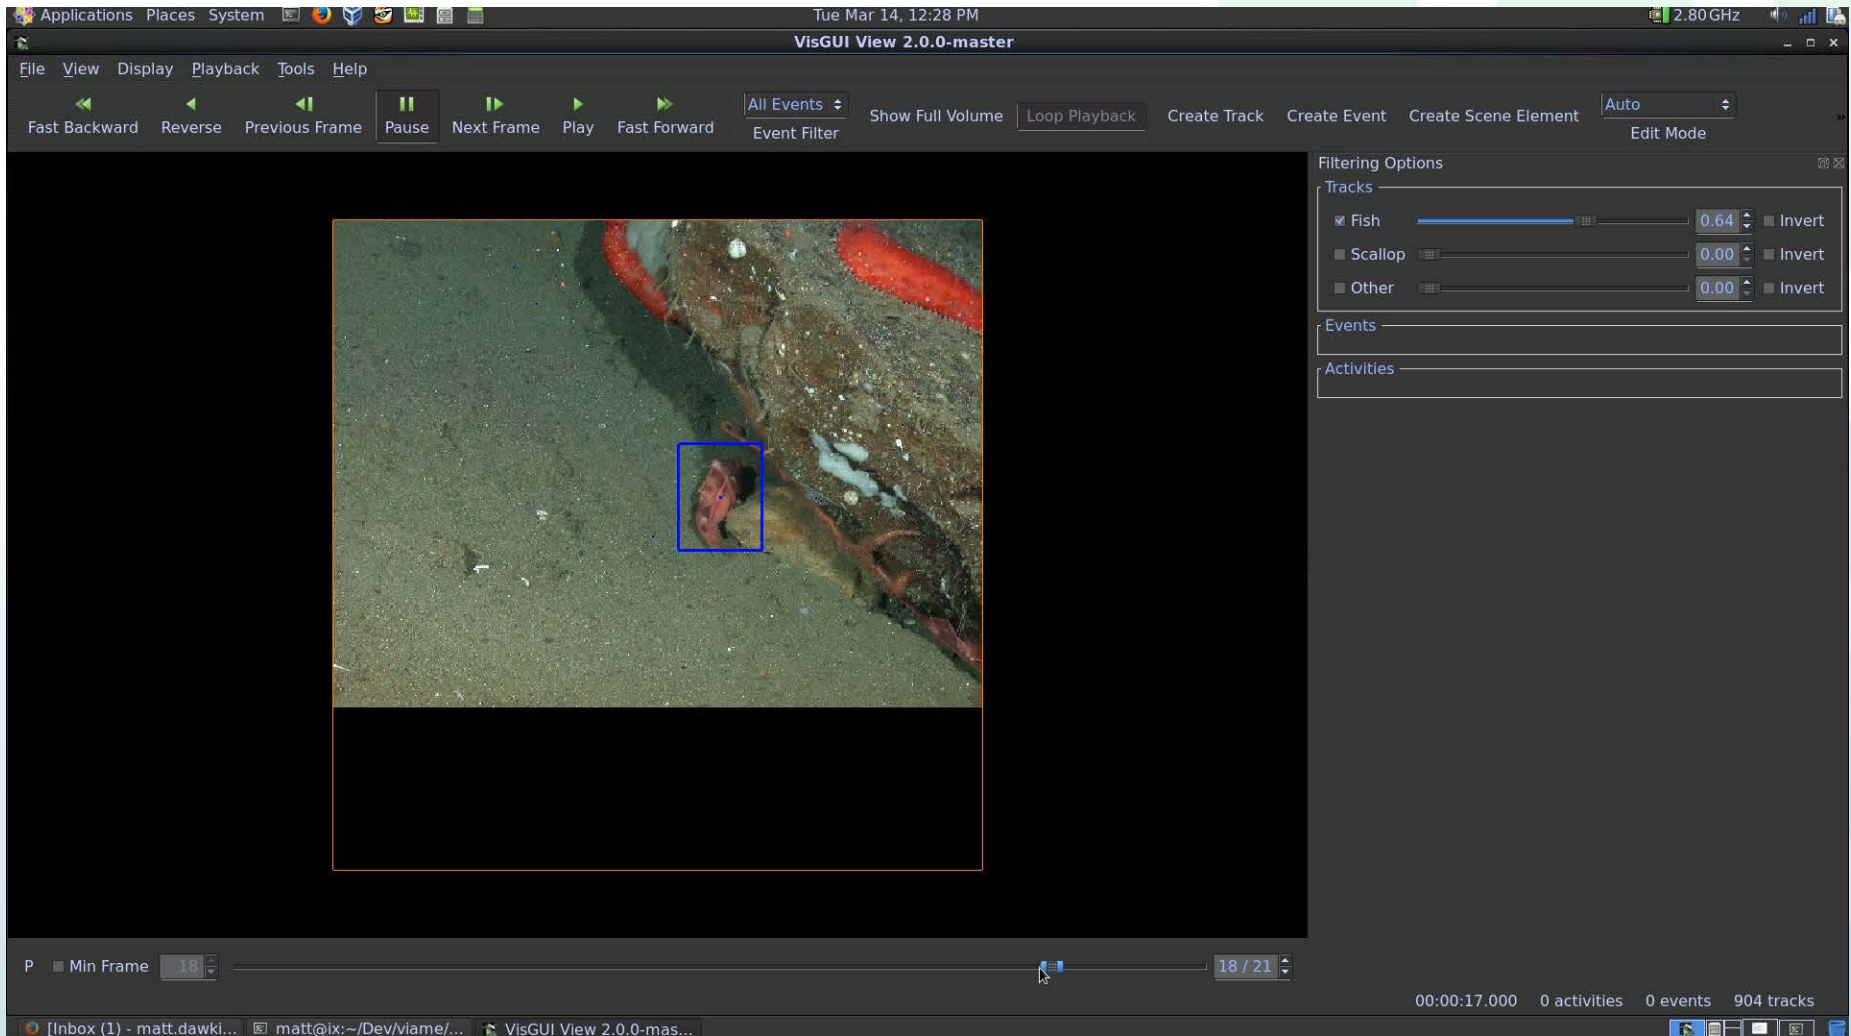 Applications Places System
Tue Mar 14, 12:28 PM
2.80 GHz
VisGUI View 2.0.0-master
File View Display Playback Tools Help
Fast Backward Reverse Previous Frame Pause Next Frame Play Fast Forward
All Events
Event Filter
Show Full Volume Loop Playback Create Track Create Event Create Scene Element
Auto
Edit Mode
»
Filtering Options
Tracks
Fish 0.64 Invert
Scallop 0.00 Invert
Other 0.00 Invert
Events
Activities
P Min Frame 18 18 / 21
00:00:17.000 0 activities 0 events 904 tracks
[Inbox (1) - matt.dawki... matt@ix:~/Dev/viame/... VisGUI View 2.0.0-mas...